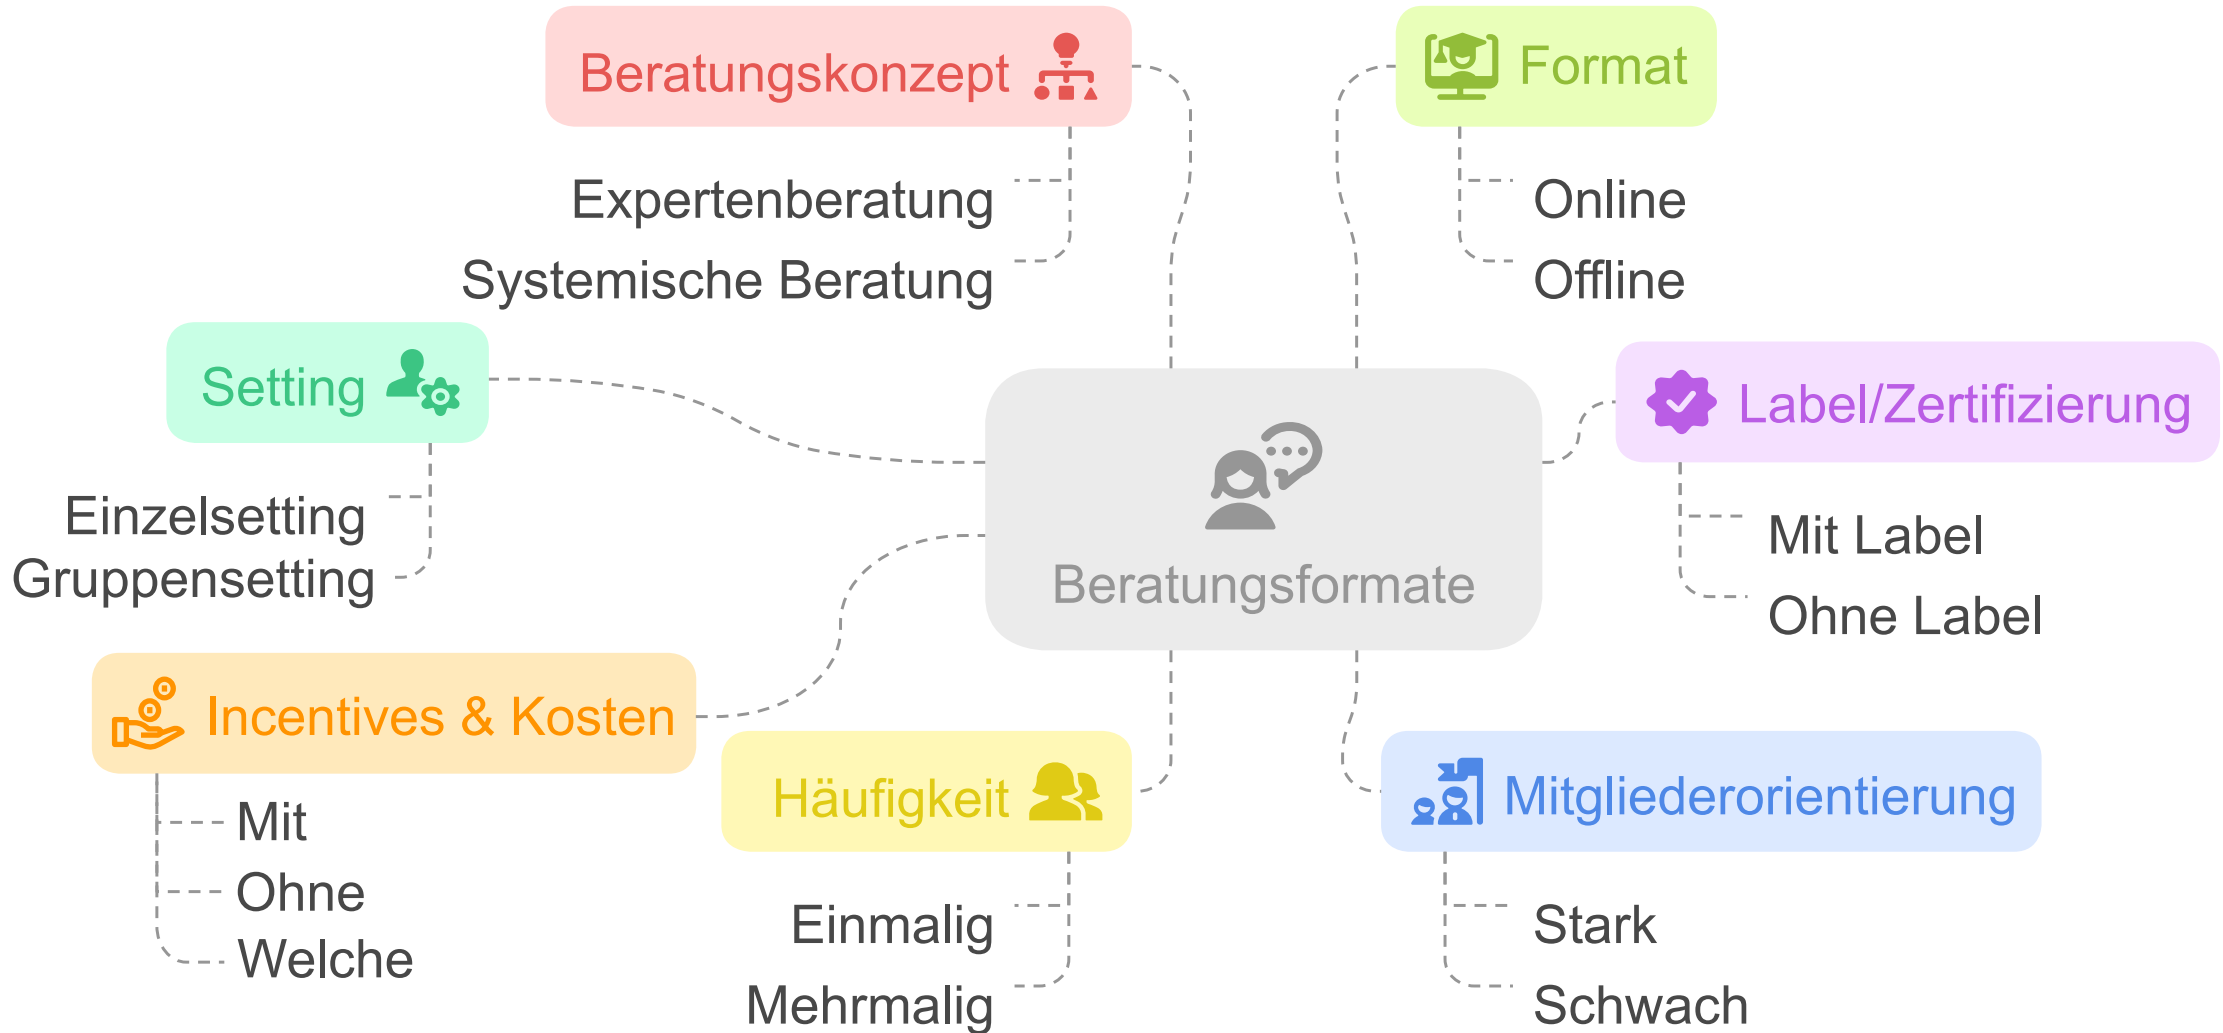 Beratungskonzept
Expertenberatung
Systemische Beratung
Format
Online
Offline
Setting
Einzelsetting
Gruppensetting
Beratungsformate
Label/Zertifizierung
Mit Label
Ohne Label
Incentives & Kosten
Mit
Ohne
Welche
Häufigkeit
Einmalig
Mehrmalig
Mitgliederorientierung
Stark
Schwach